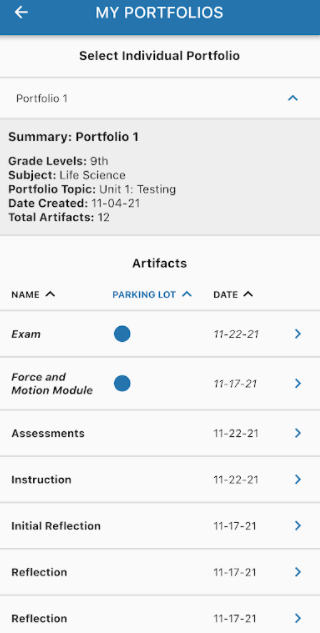 MY PORTFOLIOS
Select Individual Portfolio
Portfolio 1
Summary: Portfolio 1
Grade Levels: 9th
Subject: Life Science
Portfolio Topic: Unit 1: Testing
Date Created: 11-04-21
Total Artifacts: 12
Artifacts
NAME PARKING LOT DATE
Exam 11-22-21
Force and
Motion Module 11-17-21
Assessments 11-22-21
Instruction 11-22-21
Initial Reflection 11-17-21
Reflection 11-17-21
Reflection 11-17-21